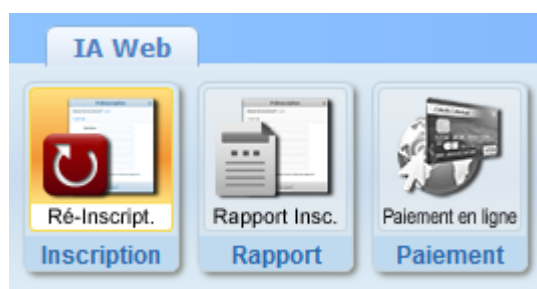 IA Web
Ré-Inscript.
Rapport Insc.
Paiement en ligne
Inscription
Rapport
Paiement